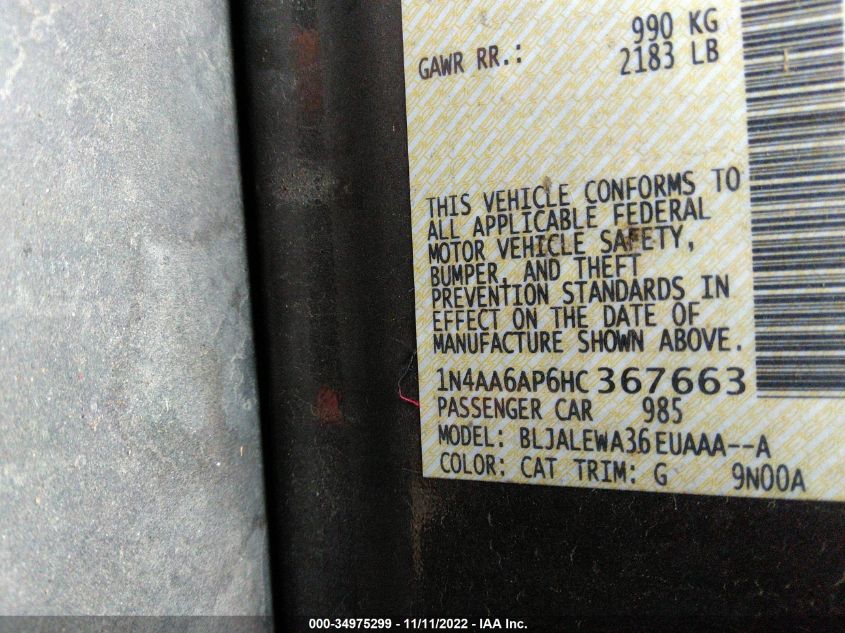 990 KG
GAWR RR.: 2183 LB
THIS VEHICLE CONFORMS TO
ALL APPLICABLE FEDERAL
MOTOR VEHICLE SAFETY,
BUMPER, AND THEFT
PREVENTION STANDARDS IN
EFFECT ON THE DATE OF
MANUFACTURE SHOWN ABOVE.
1N4AA6AP6HC367663
PASSENGER CAR 985
MODEL: BLJALEWA36EUAAA--A
COLOR: CAT TRIM: G 9N00A
000-34975299 - 11/11/2022 - IAA Inc.